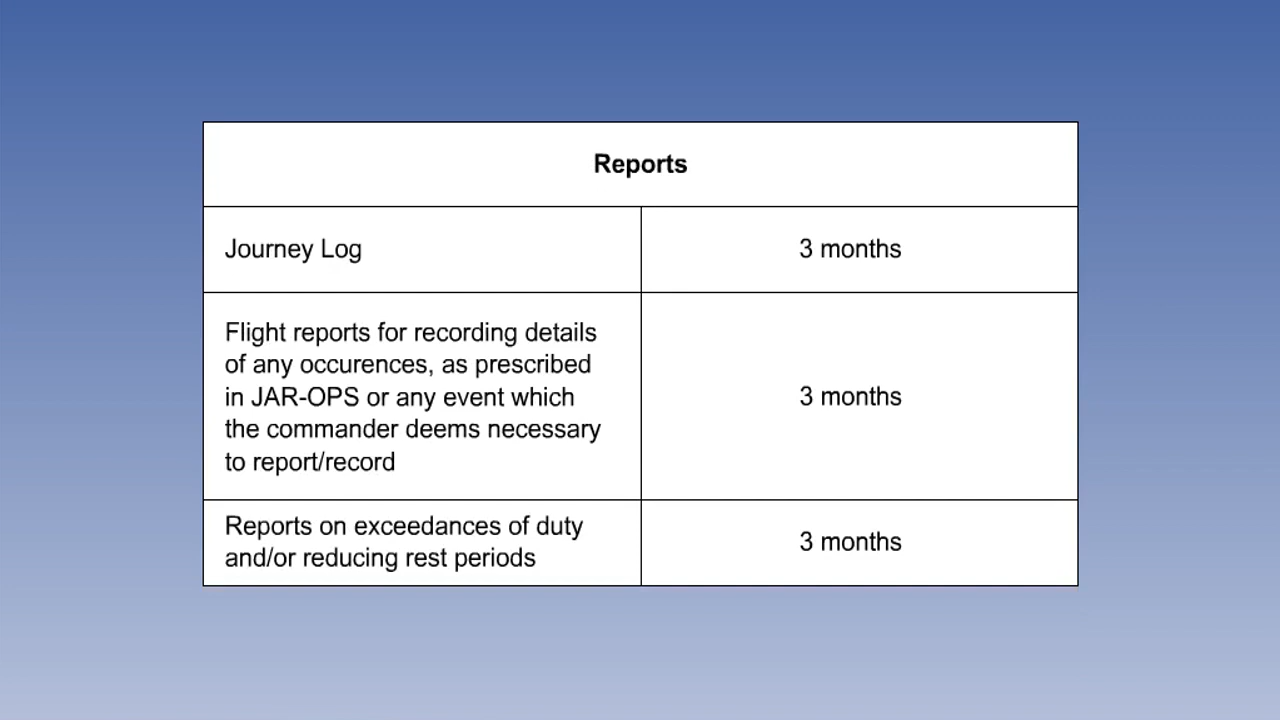 Reports
Journey Log
3 months
Flight reports for recording details
of any occurences, as prescribed
in JAR-OPS or any event which
the commander deems necessary
to report/record
3 months
Reports on exceedances of duty
and/or reducing rest periods
3 months